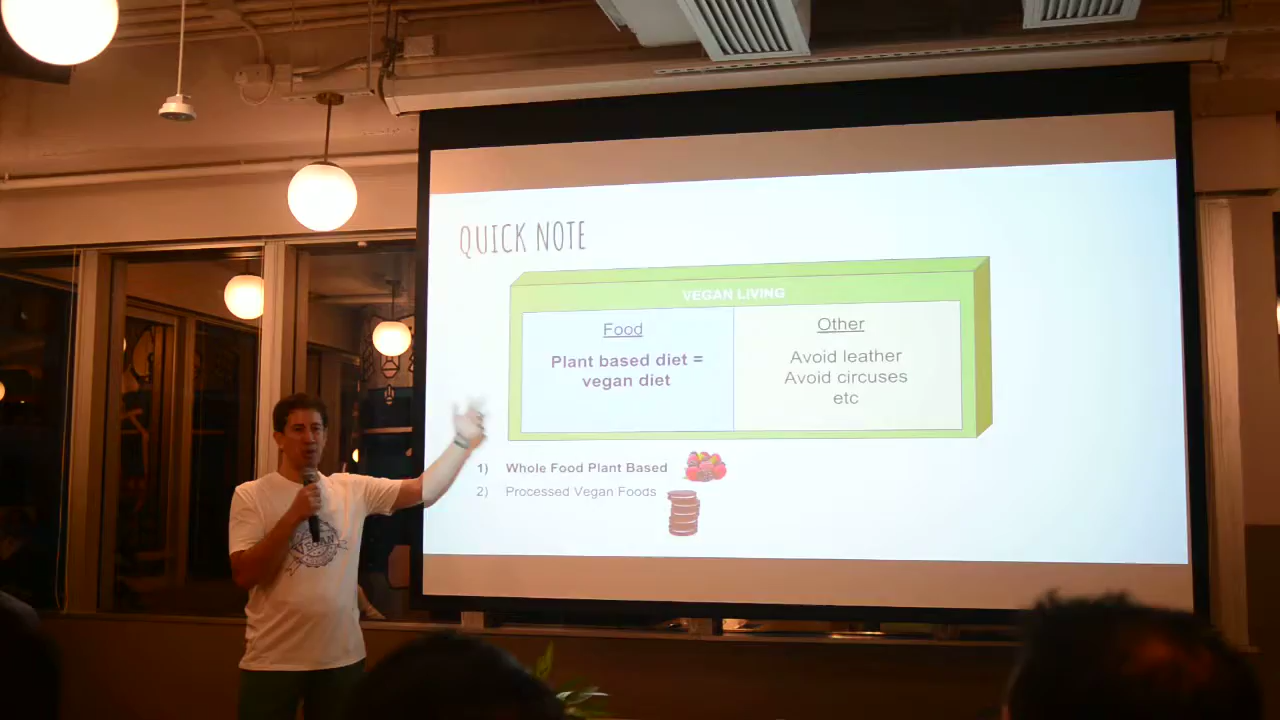 QUICK NOTE
VEGAN LIVING
Food
Plant based diet =
vegan diet
Other
Avoid leather
Avoid circuses
etc
1) Whole Food Plant Based
2) Processed Vegan Foods